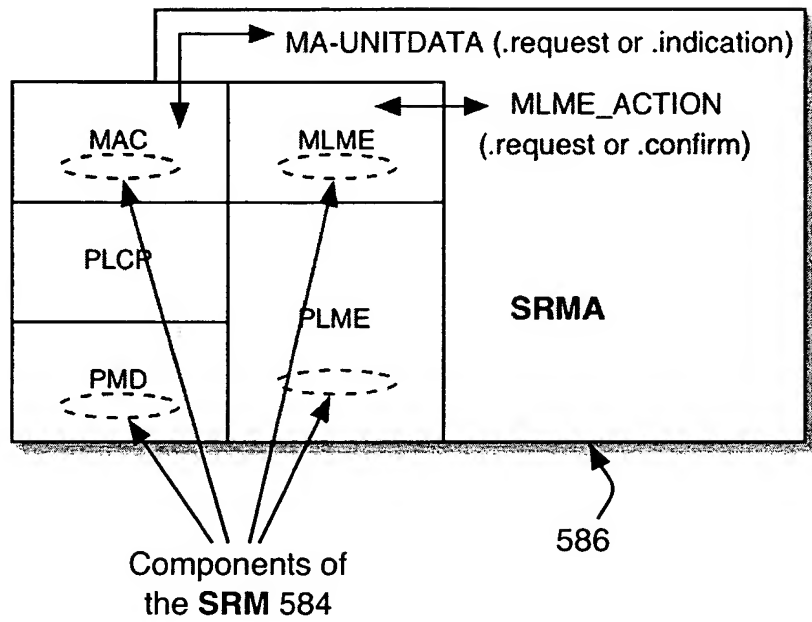 MA-UNITDATA (.request or .indication)
MAC
MLME
MLME_ACTION
(.request or .confirm)
PLCP
PLME
SRMA
PMD
586
Components of
the SRM 584